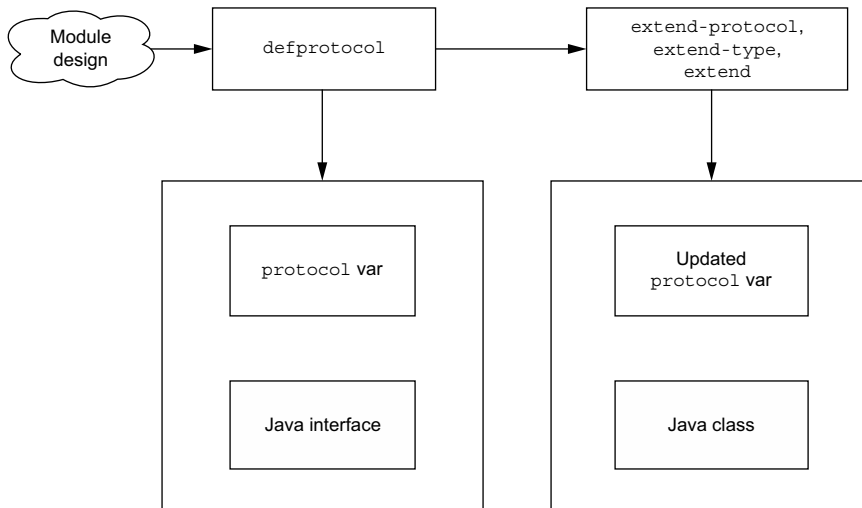 Module
design
defprotocol
extend-protocol,
extend-type,
extend
protocol var
Updated
protocol var
Java interface
Java class